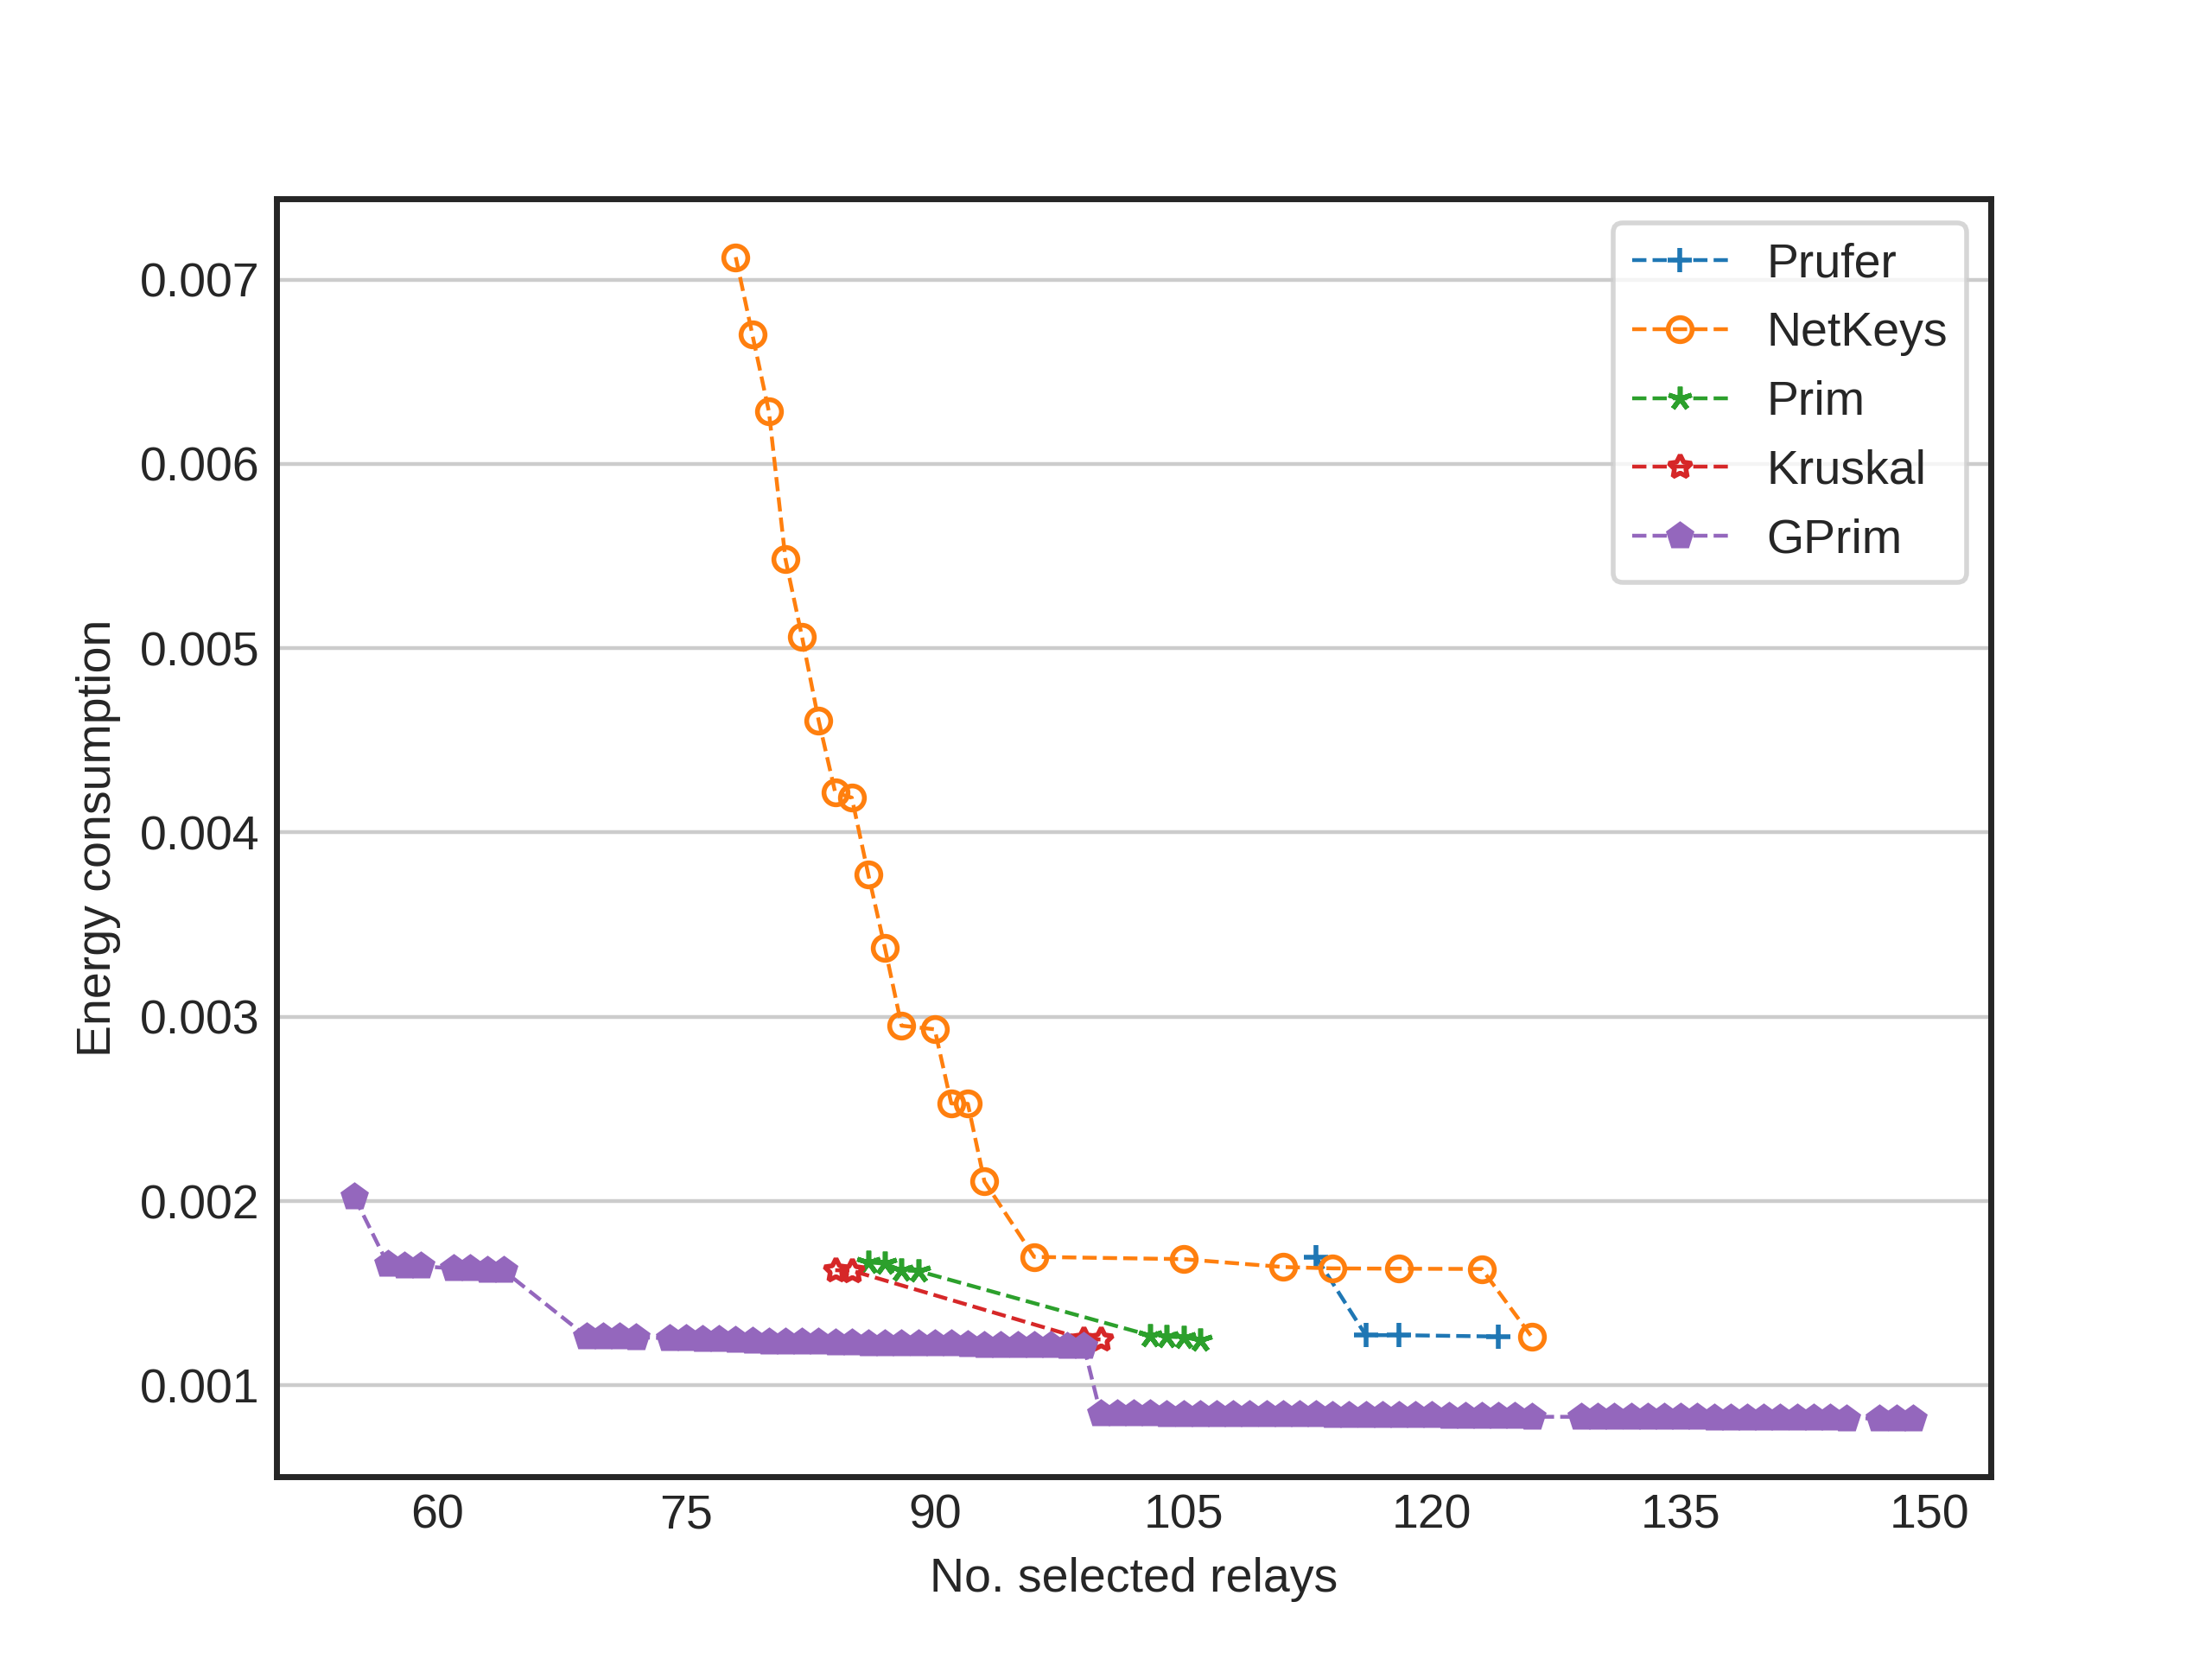 Prufer
NetKeys
Prim
Kruskal
GPrim
0.007
0.006
0.005
0.004
0.003
0.002
0.001
Energy consumption
60 75 90 105 120 135 150
No. selected relays